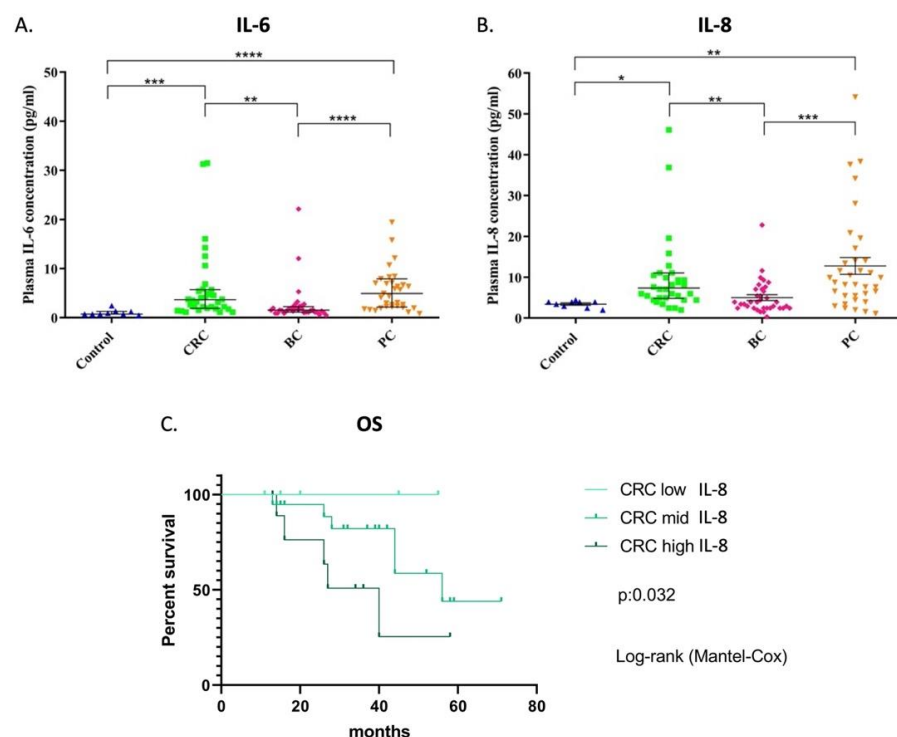 A.
IL-6
B.
IL-8
****
***
**
****
Plasma IL-6 concentration (pg/ml)
50
40
30
20
10
0
Control
CRC
BC
PC
**
*
**
***
Plasma IL-8 concentration (pg/ml)
60
50
40
30
20
10
0
Control
CRC
BC
PC
C.
OS
Percent survival
100
50
0
0
20
40
60
80
months
CRC low IL-8
CRC mid IL-8
CRC high IL-8
p:0.032
Log-rank (Mantel-Cox)